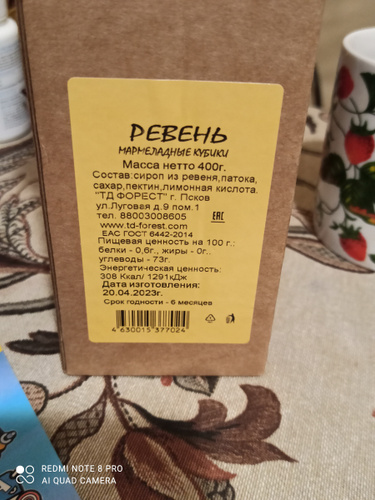 РЕВЕНЬ
МАРМЕЛАДНЫЕ КУБИКИ
Масса нетто 400г.
Состав:сироп из ревеня,патока,
сахар,пектин,лимонная кислота.
"ТД ФОРЕСТ" г. Псков
ул.Луговая д.9 пом.1
тел. 88003008605
EAC
www.td-forest.com
ЕАС ГОСТ 6442-2014
Пищевая ценность на 100 г.:
белки - 0,6г., жиры - 0г.,
углеводы - 73г.
Энергетическая ценность:
308 Ккал/ 1291кДж
Дата изготовления:
20.04.2023г.
Срок годности - 6 месяцев
4 630015 377024
REDMI NOTE 8 PRO
AI QUAD CAMERA